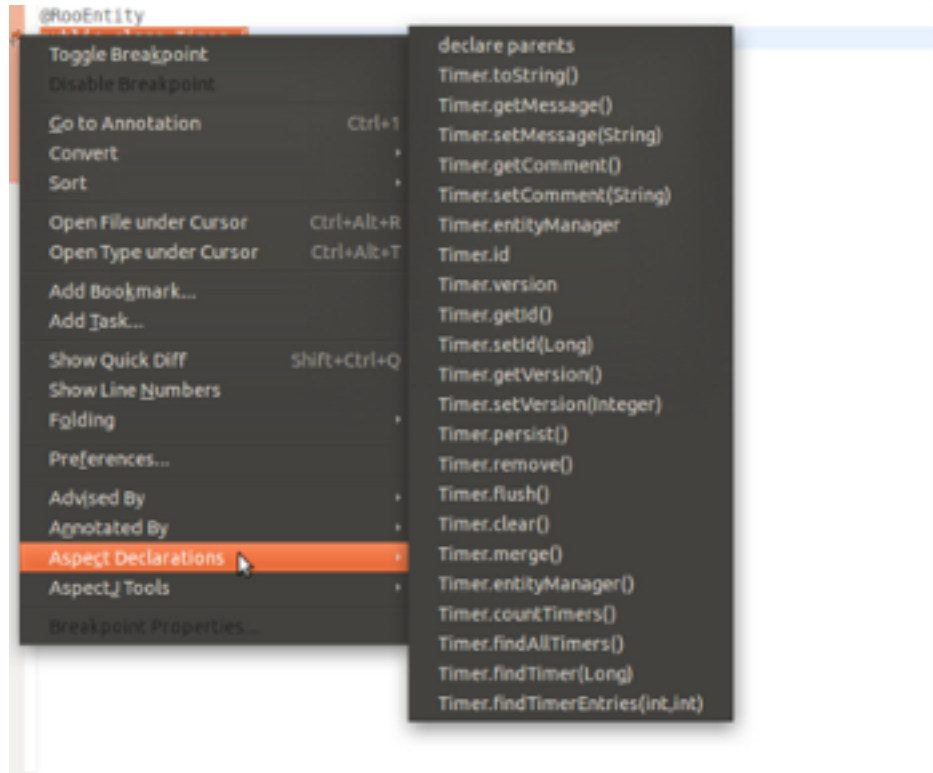 @RooEntity
Toggle Breakpoint
Disable Breakpoint
Go to Annotation Ctrl+1
Convert
Sort
Open File under Cursor Ctrl+Alt+R
Open Type under Cursor Ctrl+Alt+T
Add Bookmark...
Add Task...
Show Quick Diff Shift+Ctrl+Q
Show Line Numbers
Folding
Preferences...
Advised By
Annotated By
Aspect Declarations
AspectJ Tools
Breakpoint Properties...
declare parents
Timer.toString()
Timer.getMessage()
Timer.setMessage(String)
Timer.getComment()
Timer.setComment(String)
Timer.entityManager
Timer.id
Timer.version
Timer.getId()
Timer.setId(Long)
Timer.getVersion()
Timer.setVersion(Integer)
Timer.persist()
Timer.remove()
Timer.flush()
Timer.clear()
Timer.merge()
Timer.entityManager()
Timer.countTimers()
Timer.findAllTimers()
Timer.findTimer(Long)
Timer.findTimerEntries(int,int)